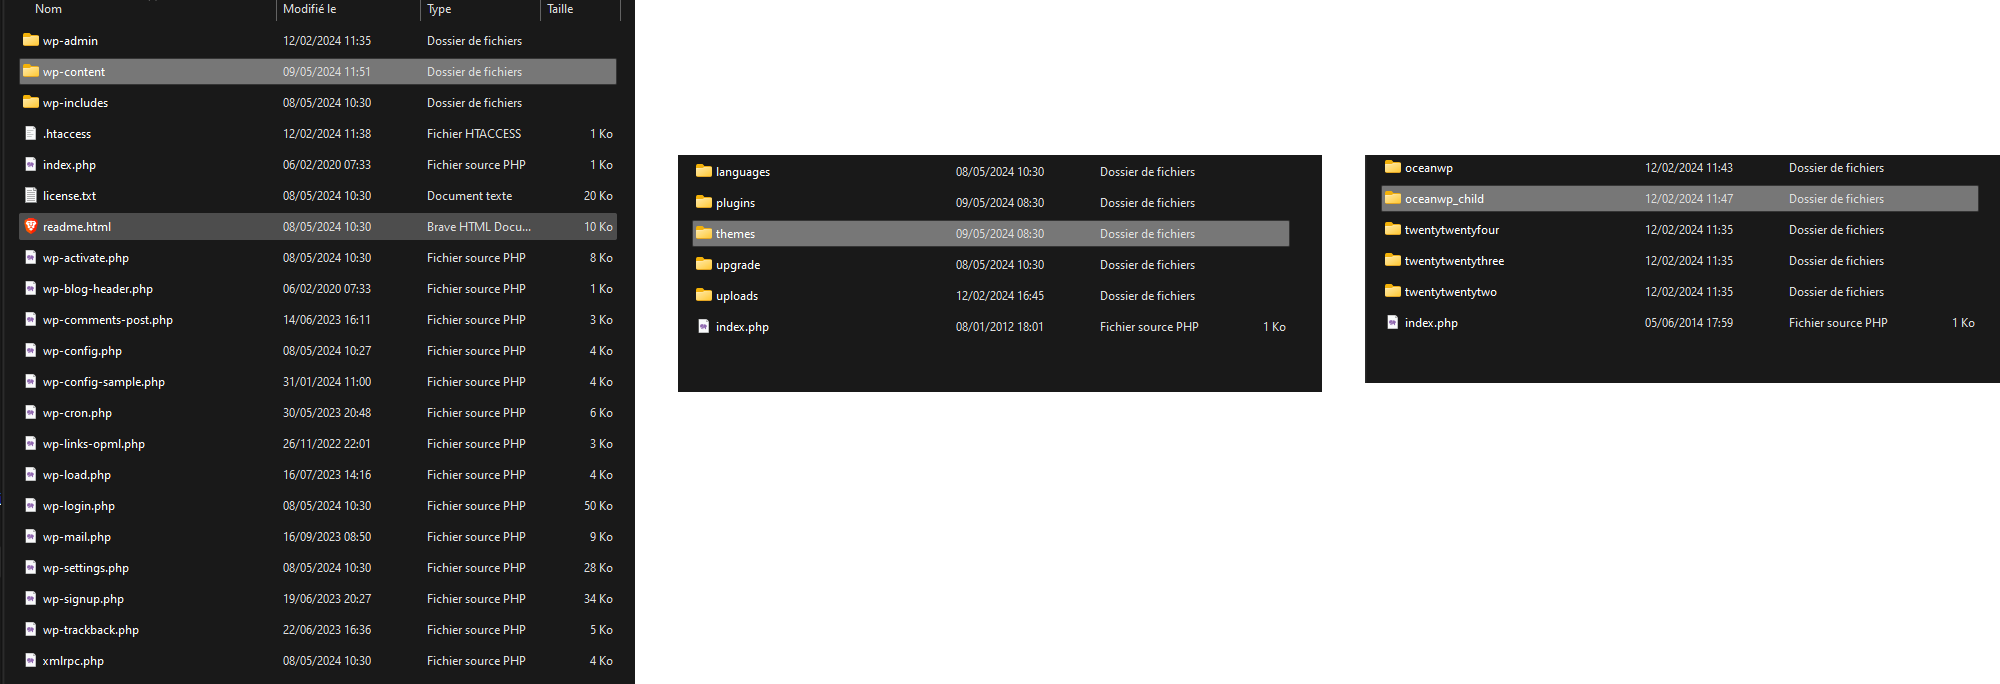 Nom Modifié le Type Taille
wp-admin 12/02/2024 11:35 Dossier de fichiers
wp-content 09/05/2024 11:51 Dossier de fichiers
wp-includes 08/05/2024 10:30 Dossier de fichiers
.htaccess 12/02/2024 11:38 Fichier HTACCESS 1 Ko
index.php 06/02/2020 07:33 Fichier source PHP 1 Ko
license.txt 08/05/2024 10:30 Document texte 20 Ko
readme.html 08/05/2024 10:30 Brave HTML Docu... 10 Ko
wp-activate.php 08/05/2024 10:30 Fichier source PHP 8 Ko
wp-blog-header.php 06/02/2020 07:33 Fichier source PHP 1 Ko
wp-comments-post.php 14/06/2023 16:11 Fichier source PHP 3 Ko
wp-config.php 08/05/2024 10:27 Fichier source PHP 4 Ko
wp-config-sample.php 31/01/2024 11:00 Fichier source PHP 4 Ko
wp-cron.php 30/05/2023 20:48 Fichier source PHP 6 Ko
wp-links-opml.php 26/11/2022 22:01 Fichier source PHP 3 Ko
wp-load.php 16/07/2023 14:16 Fichier source PHP 4 Ko
wp-login.php 08/05/2024 10:30 Fichier source PHP 50 Ko
wp-mail.php 16/09/2023 08:50 Fichier source PHP 9 Ko
wp-settings.php 08/05/2024 10:30 Fichier source PHP 28 Ko
wp-signup.php 19/06/2023 20:27 Fichier source PHP 34 Ko
wp-trackback.php 22/06/2023 16:36 Fichier source PHP 5 Ko
xmlrpc.php 08/05/2024 10:30 Fichier source PHP 4 Ko
languages 08/05/2024 10:30 Dossier de fichiers
plugins 09/05/2024 08:30 Dossier de fichiers
themes 09/05/2024 08:30 Dossier de fichiers
upgrade 08/05/2024 10:30 Dossier de fichiers
uploads 12/02/2024 16:45 Dossier de fichiers
index.php 08/01/2012 18:01 Fichier source PHP 1 Ko
oceanwp 12/02/2024 11:43 Dossier de fichiers
oceanwp_child 12/02/2024 11:47 Dossier de fichiers
twentytwentyfour 12/02/2024 11:35 Dossier de fichiers
twentytwentythree 12/02/2024 11:35 Dossier de fichiers
twentytwentytwo 12/02/2024 11:35 Dossier de fichiers
index.php 05/06/2014 17:59 Fichier source PHP 1 Ko